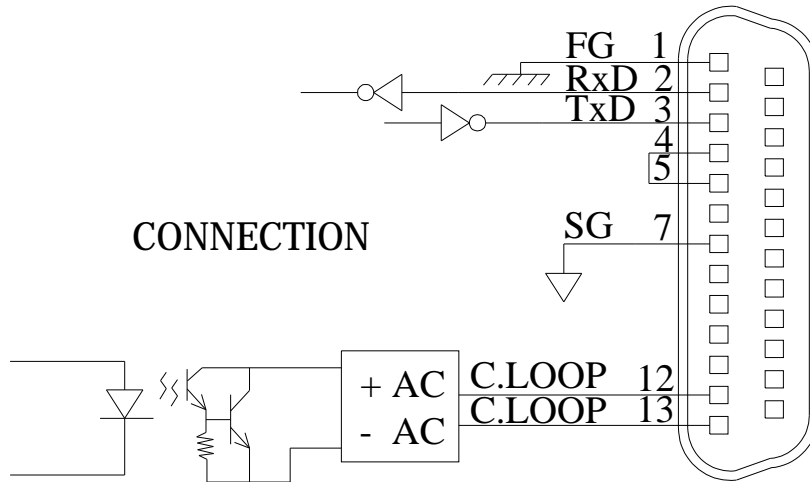 FG 1
RxD 2
TxD 3
4
5
CONNECTION
SG 7
+ AC C.LOOP 12
- AC C.LOOP 13